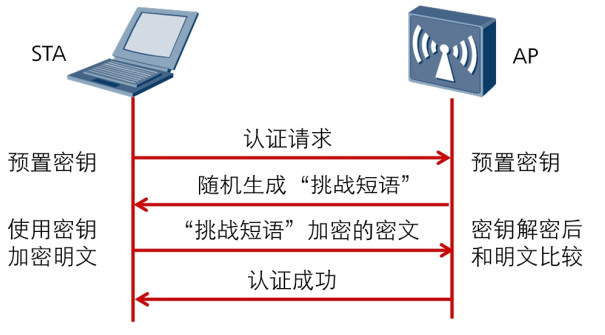 STA
AP
认证请求
预置密钥
预置密钥
随机生成“挑战短语”
使用密钥
加密明文
“挑战短语”加密的密文
密钥解密后
和明文比较
认证成功